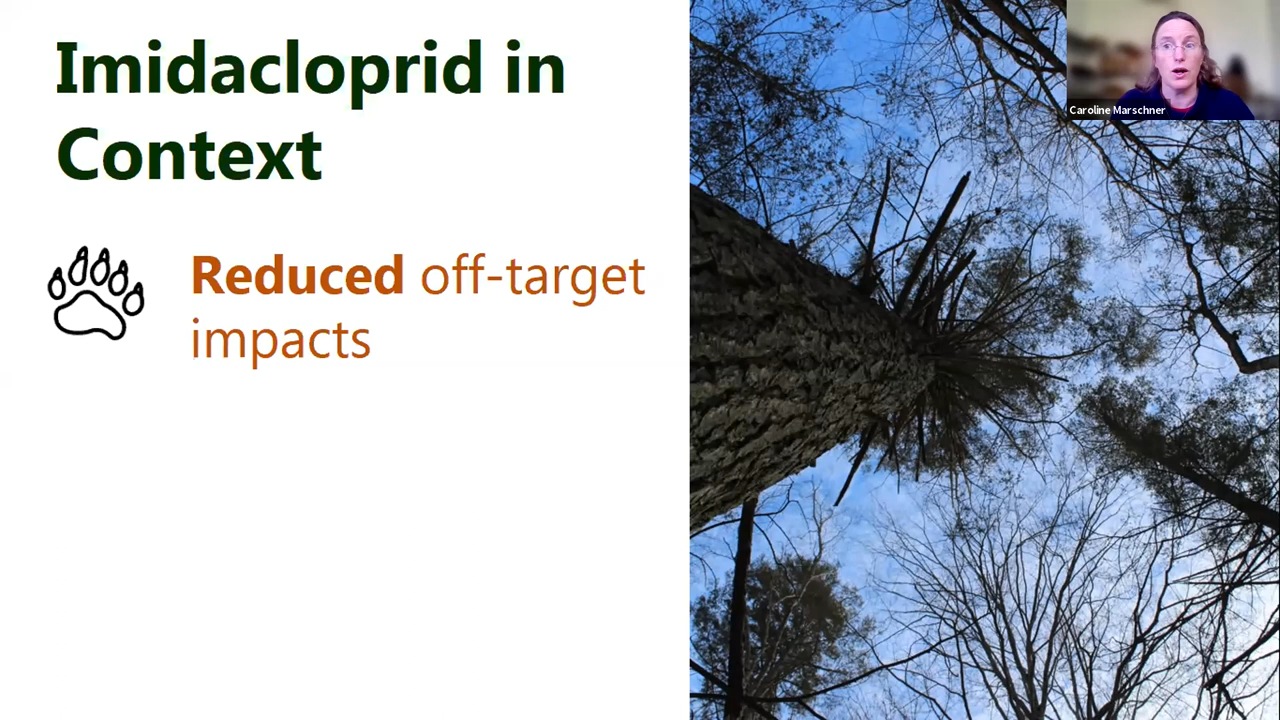 Imidacloprid in
Context
Reduced off-target
impacts
Caroline Marschner